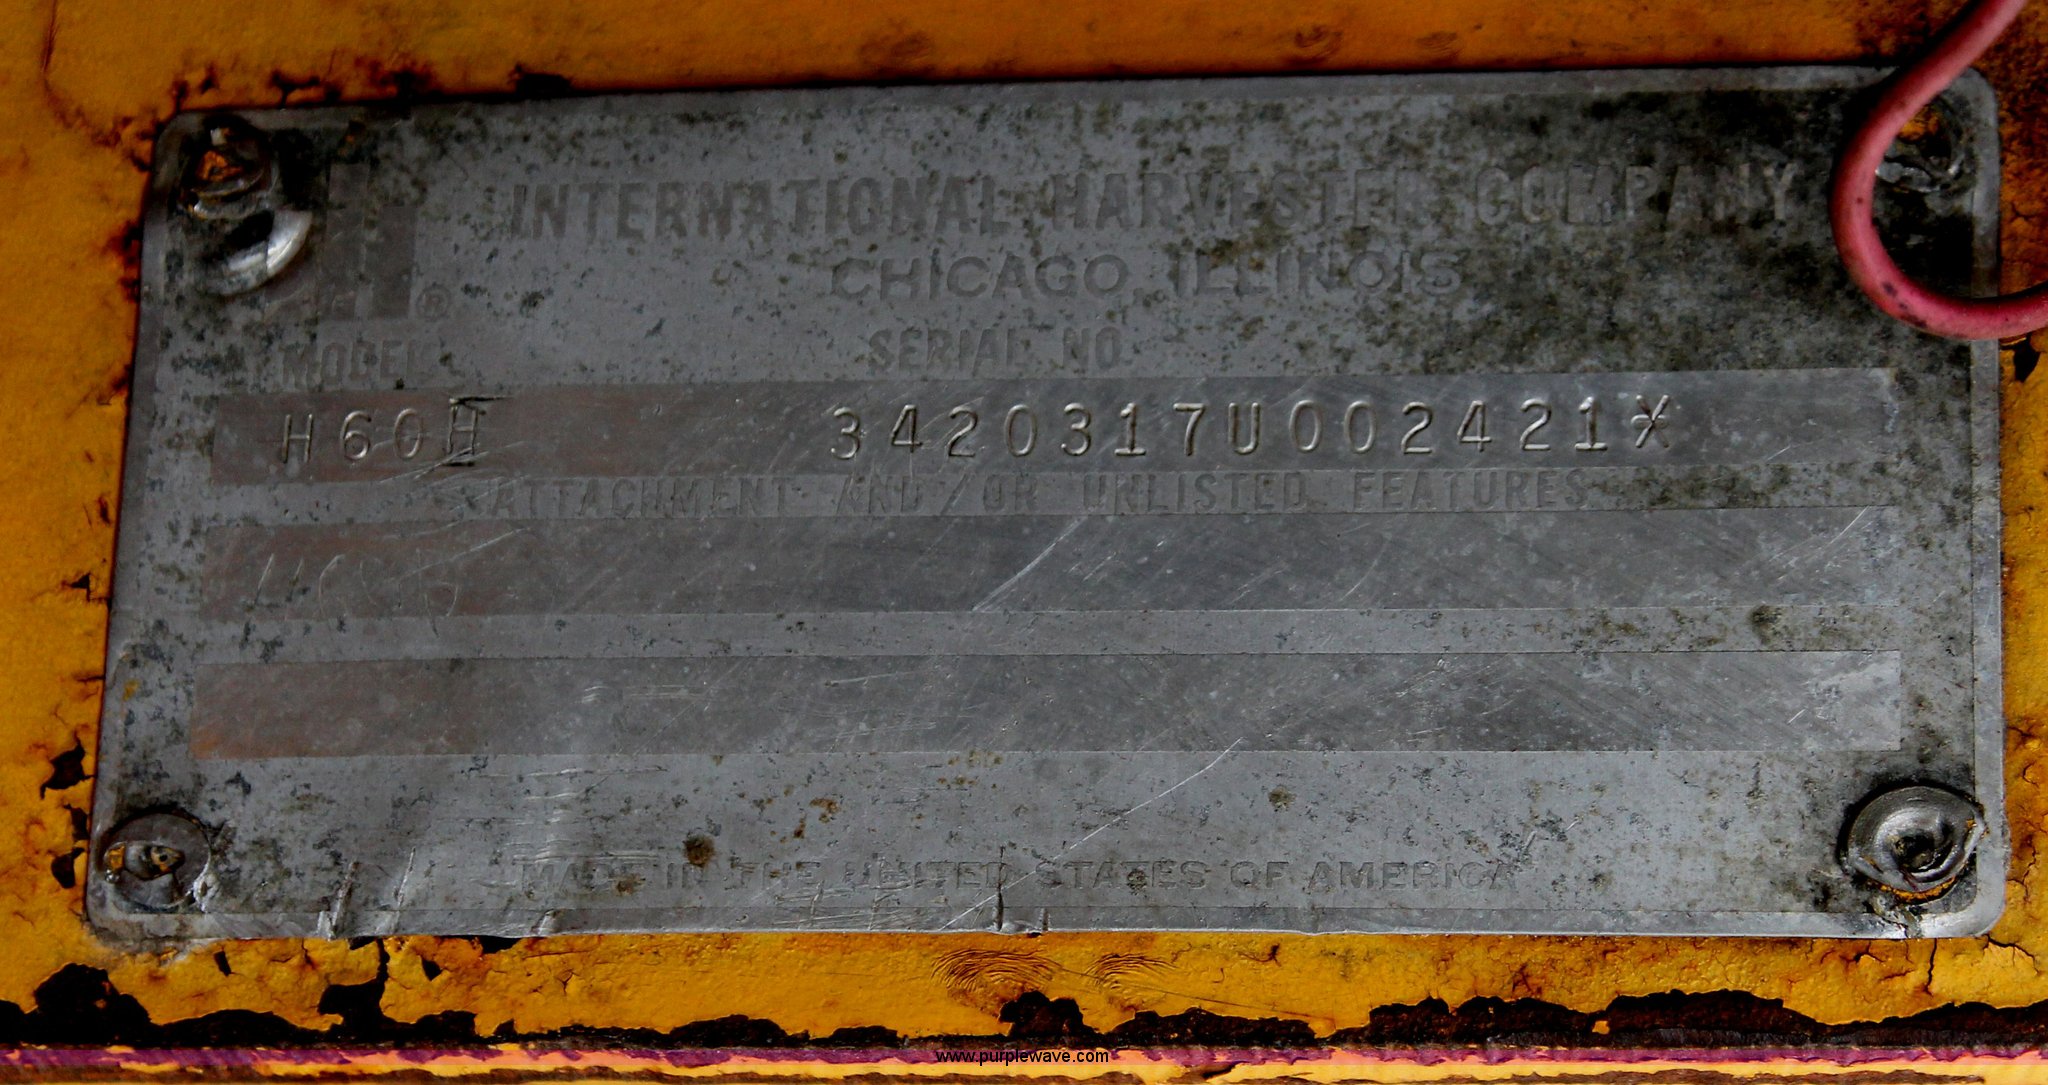 INTERNATIONAL HARVESTER COMPANY
CHICAGO ILLINOIS
®
MODEL SERIAL NO
H60H 3420317U002421*
ATTACHMENT AND/OR UNLISTED FEATURES
MADE IN THE UNITED STATES OF AMERICA
www.purplewave.com